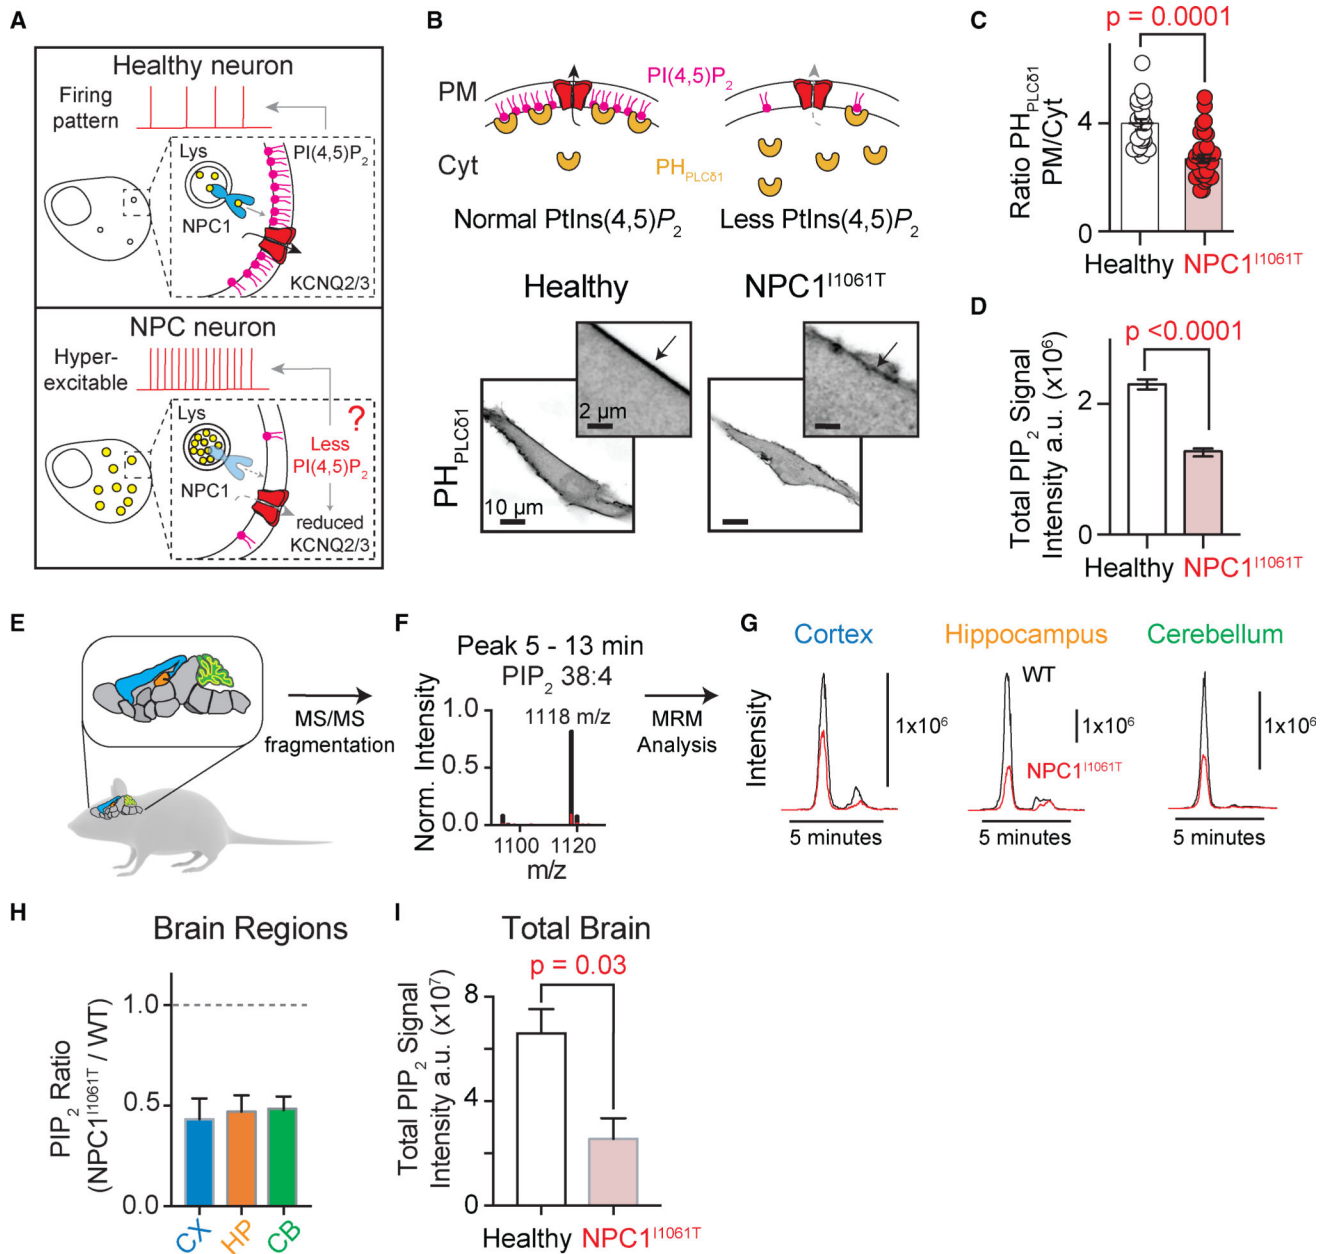 A
Healthy neuron
Firing
pattern
Lys
PI(4,5)P2
NPC1
KCNQ2/3
NPC neuron
Hyper-
excitable
Lys
?
Less
PI(4,5)P2
NPC1
reduced
KCNQ2/3
B
PM
PI(4,5)P2
Cyt
PHPLCδ1
Normal PtIns(4,5)P2
Less PtIns(4,5)P2
Healthy
NPC1I1061T
2 μm
PHPLCδ1
10 μm
C
p = 0.0001
Ratio PHPLCδ1
PM/Cyt
4
0
Healthy
NPC1I1061T
D
p <0.0001
Total PIP2 Signal
Intensity a.u. (x10⁶)
2
0
Healthy
NPC1I1061T
E
MS/MS
fragmentation
F
Peak 5 - 13 min
PIP2 38:4
1118 m/z
Norm. Intensity
1.0
0.5
0.0
1100
1120
m/z
MRM
Analysis
G
Cortex
Hippocampus
Cerebellum
Intensity
WT
NPC1I1061T
1x10⁶
1x10⁶
1x10⁶
5 minutes
5 minutes
5 minutes
H
Brain Regions
PIP2 Ratio
(NPC1I1061T / WT)
1.0
0.5
0.0
CX
HP
CB
I
Total Brain
p = 0.03
Total PIP2 Signal
Intensity a.u. (x10⁷)
8
4
0
Healthy
NPC1I1061T